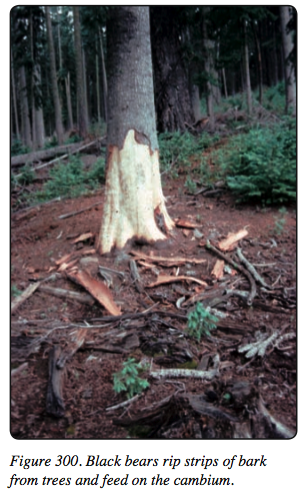 Figure 300. Black bears rip strips of bark
from trees and feed on the cambium.